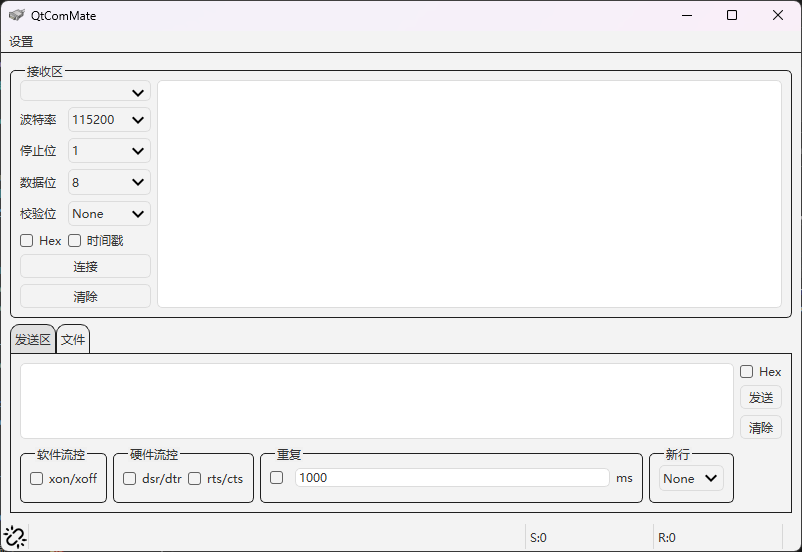 QtComMate
设置
接收区
波特率 115200
停止位 1
数据位 8
校验位 None
Hex 时间戳
连接
清除
发送区 文件
Hex
发送
清除
软件流控 硬件流控 重复 新行
xon/xoff dsr/dtr rts/cts 1000 ms None
S:0 R:0